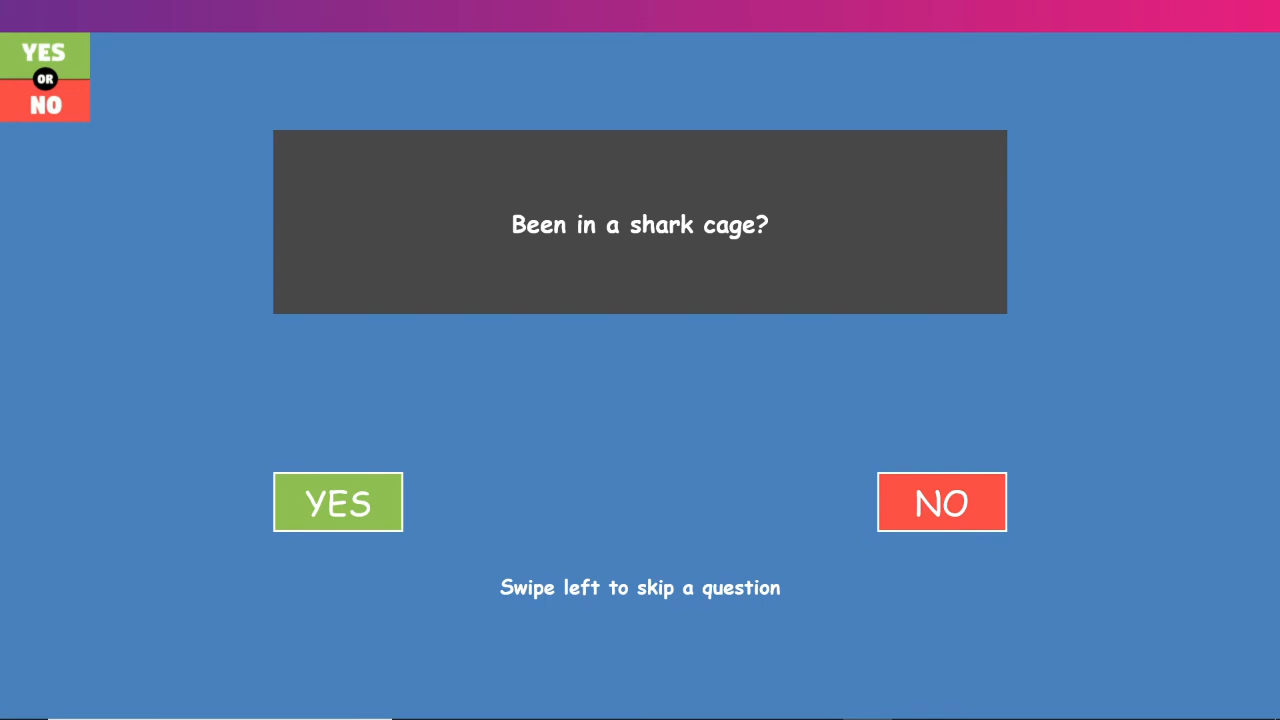 YES
OR
NO
Been in a shark cage?
YES
NO
Swipe left to skip a question